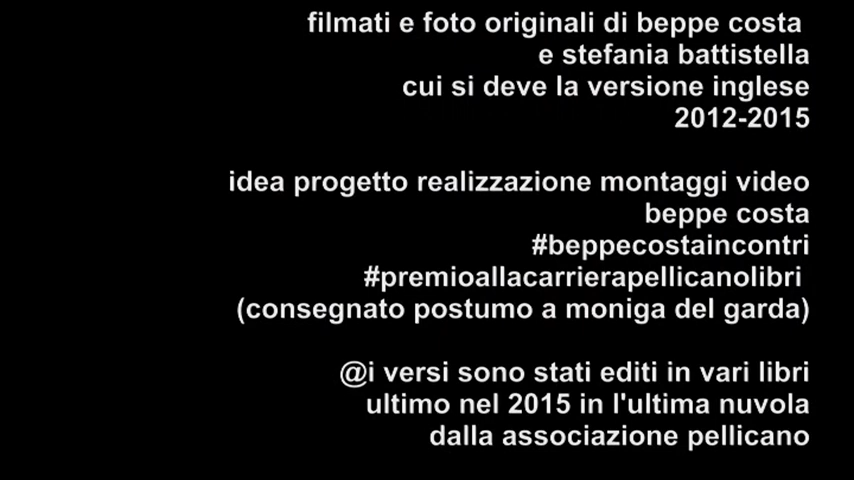 filmati e foto originali di beppe costa
e stefania battistella
cui si deve la versione inglese
2012-2015
idea progetto realizzazione montaggi video
beppe costa
#beppecostaincontri
#premioallacarrierapellicanolibri
(consegnato postumo a moniga del garda)
@i versi sono stati editi in vari libri
ultimo nel 2015 in l'ultima nuvola
dalla associazione pellicano